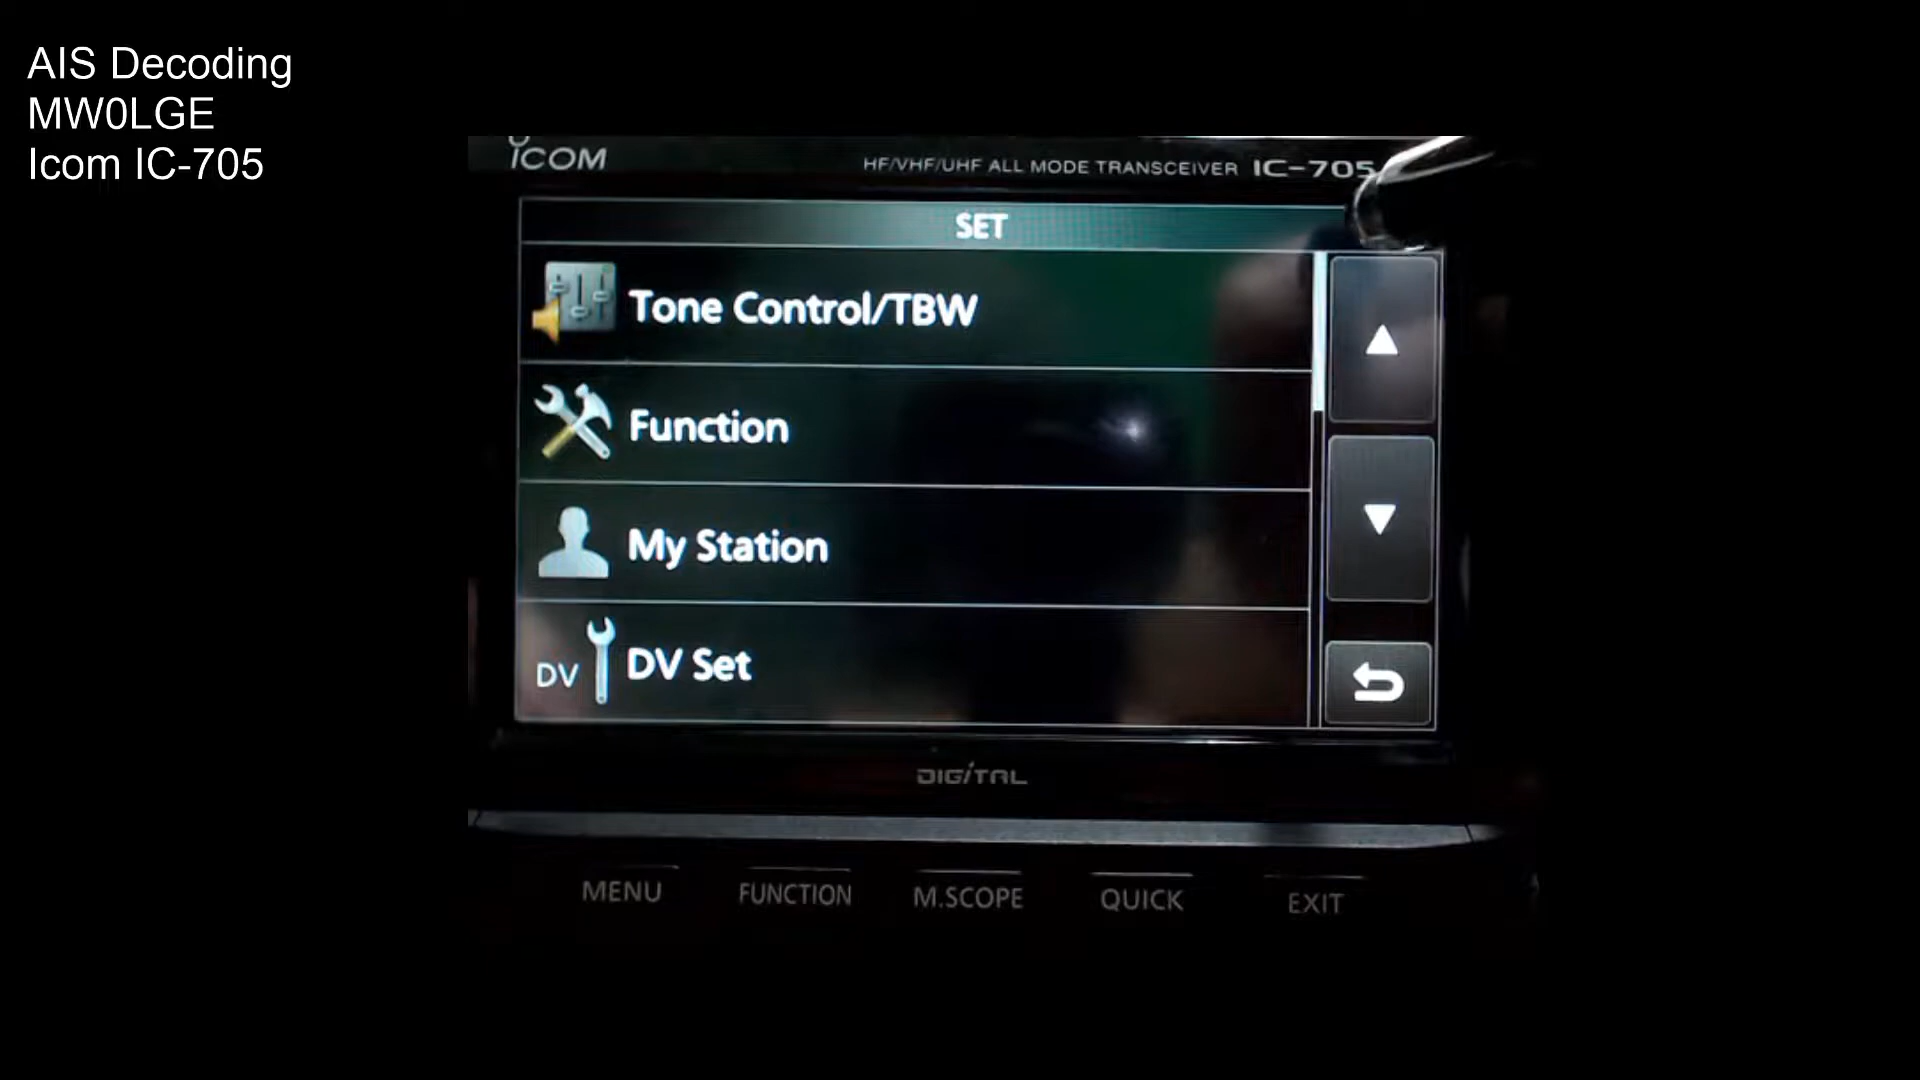 AIS Decoding
MW0LGE
Icom IC-705
ICOM
HF/VHF/UHF ALL MODE TRANSCEIVER IC-705
SET
Tone Control/TBW
Function
My Station
DV DV Set
DIGITAL
MENU FUNCTION M.SCOPE QUICK EXIT